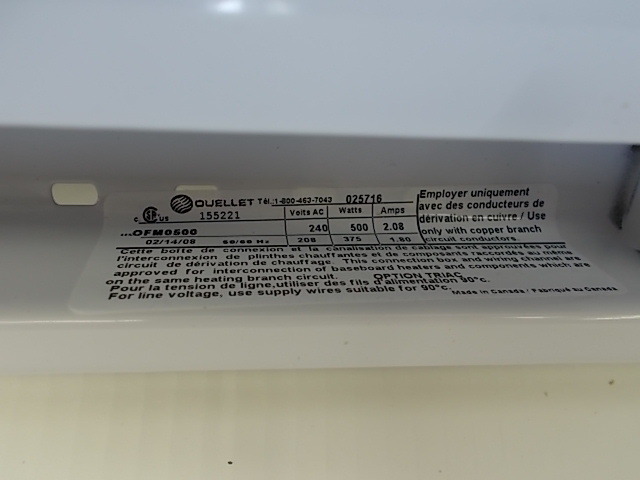 OUELLET Tél.:1-800-463-7043 025716
C US 155221
Volts AC Watts Amps
...OFM0500 240 500 2.08
02/14/08 50/60 Hz 208 375 1.80
Employer uniquement
avec des conducteurs de
dérivation en cuivre / Use
only with copper branch
circuit conductors.
Cette boîte de connexion et la canalisation de filage sont approuvées pour
l'interconnexion de plinthes chauffantes et de composants raccordés au même
circuit de dérivation de chauffage. This connection box and wiring channel are
approved for interconnection of baseboard heaters and components which are
on the same heating branch circuit. OPTION TRIAC
Pour la tension de ligne,utiliser des fils d'alimentation 90°c.
For line voltage, use supply wires suitable for 90°c.
Made in Canada / Fabriqué au Canada